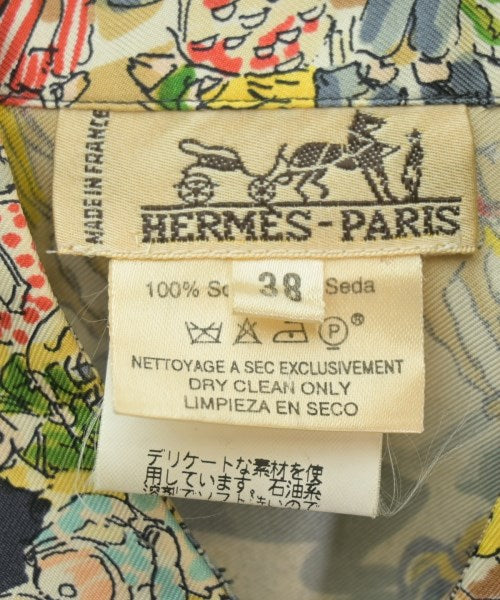 MADE IN FRANCE
HERMÈS-PARIS
100% So
38
Seda
P®
NETTOYAGE A SEC EXCLUSIVEMENT
DRY CLEAN ONLY
LIMPIEZA EN SECO
デリケートな素材を使
用しています。石油系